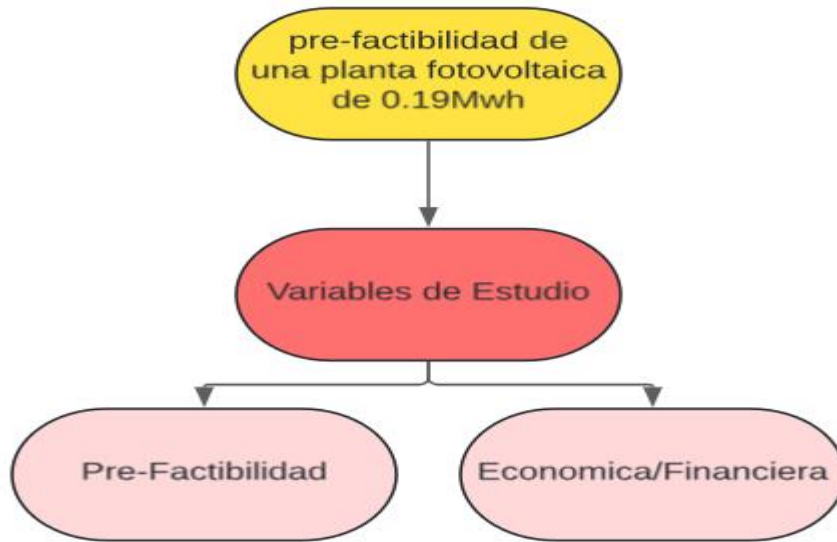 pre-factibilidad de
una planta fotovoltaica
de 0.19Mwh
Variables de Estudio
Pre-Factibilidad
Economica/Financiera